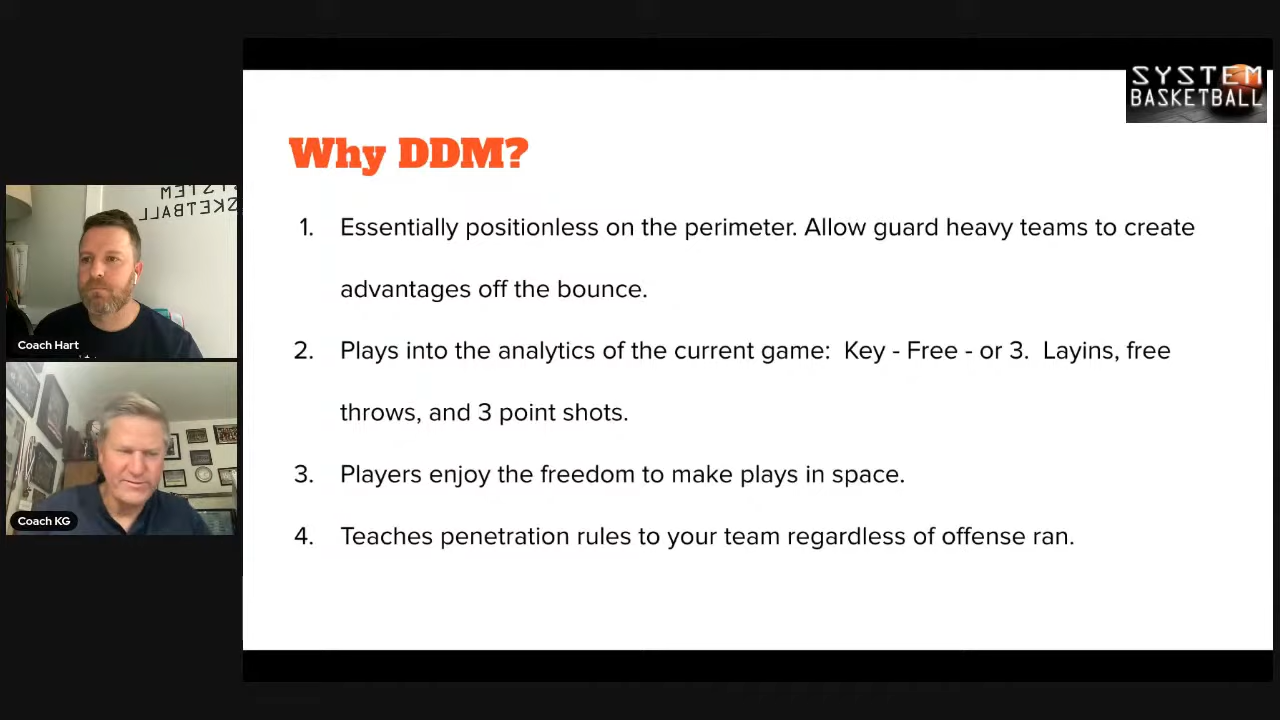 SYSTEM
BASKETBALL
Why DDM?
1. Essentially positionless on the perimeter. Allow guard heavy teams to create
advantages off the bounce.
2. Plays into the analytics of the current game: Key - Free - or 3. Layins, free
throws, and 3 point shots.
3. Players enjoy the freedom to make plays in space.
4. Teaches penetration rules to your team regardless of offense ran.
Coach Hart
Coach KG